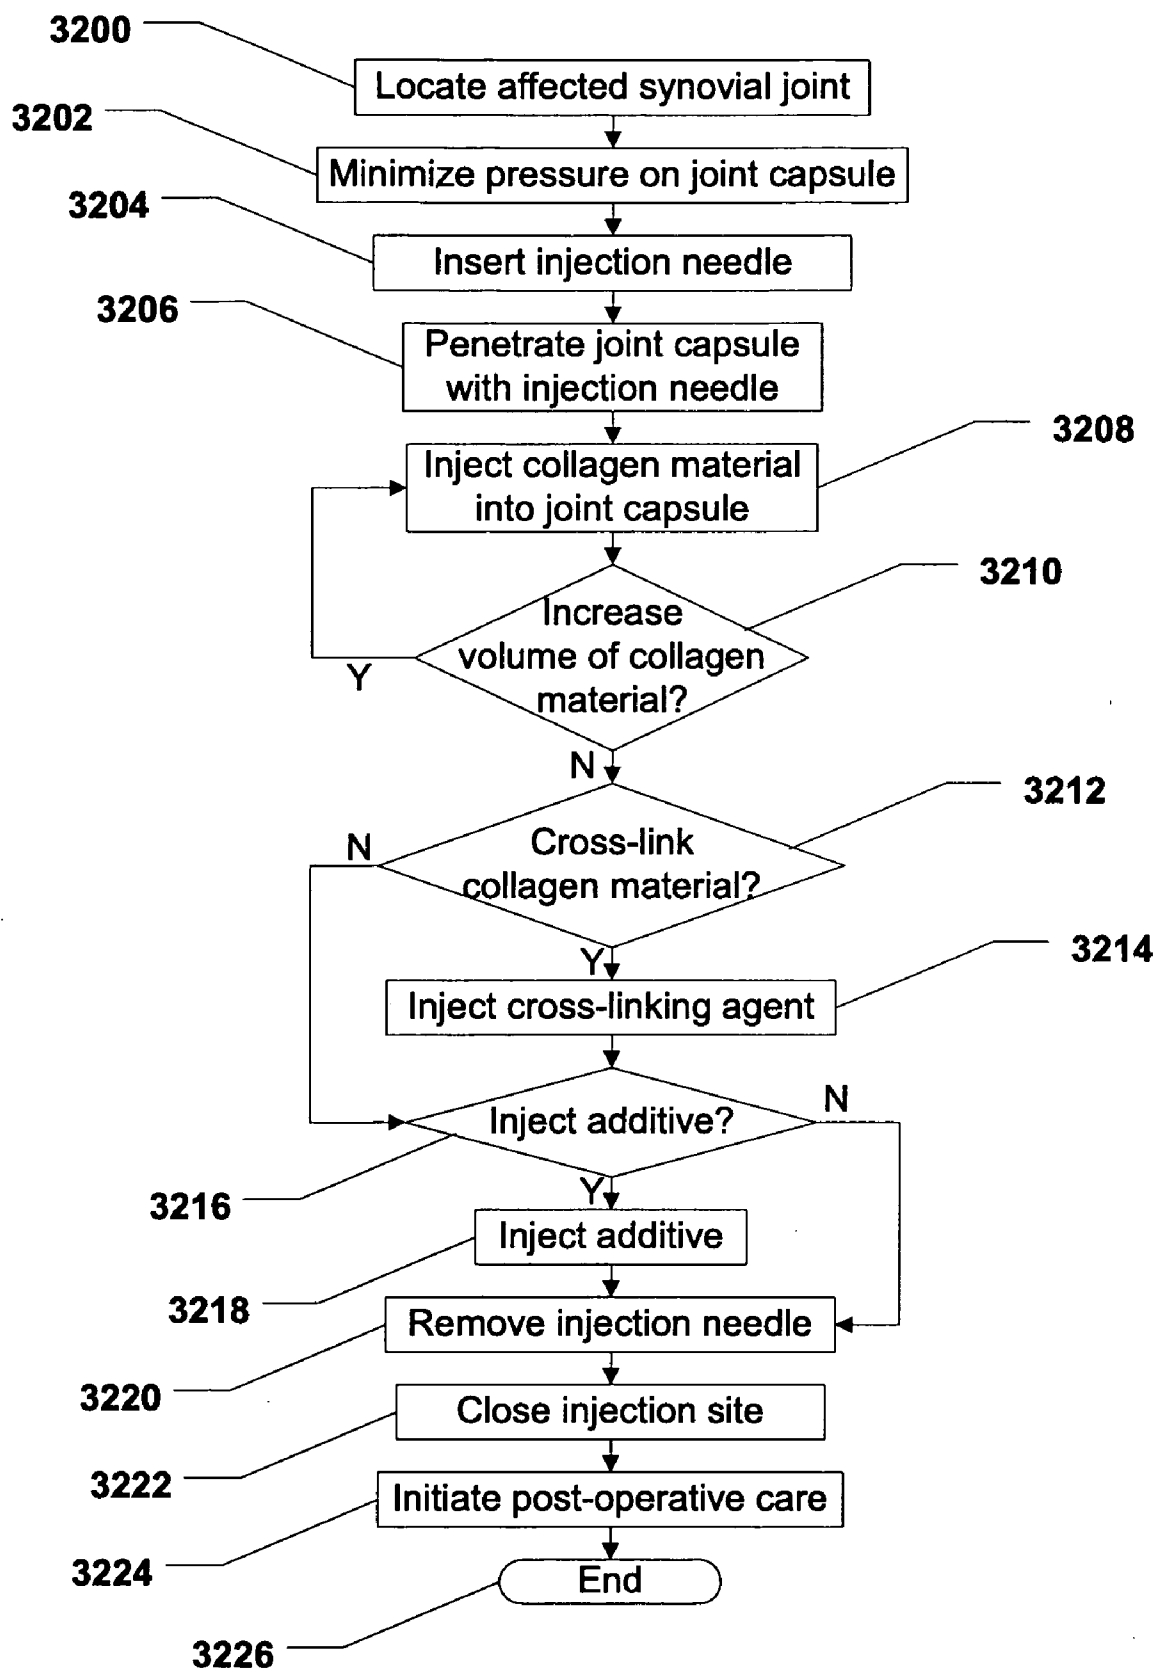 3200
Locate affected synovial joint
3202
Minimize pressure on joint capsule
3204
Insert injection needle
3206
Penetrate joint capsule
with injection needle
3208
Inject collagen material
into joint capsule
3210
Increase
volume of collagen
material?
Y
N
3212
Cross-link
collagen material?
N
Y
3214
Inject cross-linking agent
Inject additive?
N
3216
Y
Inject additive
3218
Remove injection needle
3220
Close injection site
3222
Initiate post-operative care
3224
End
3226